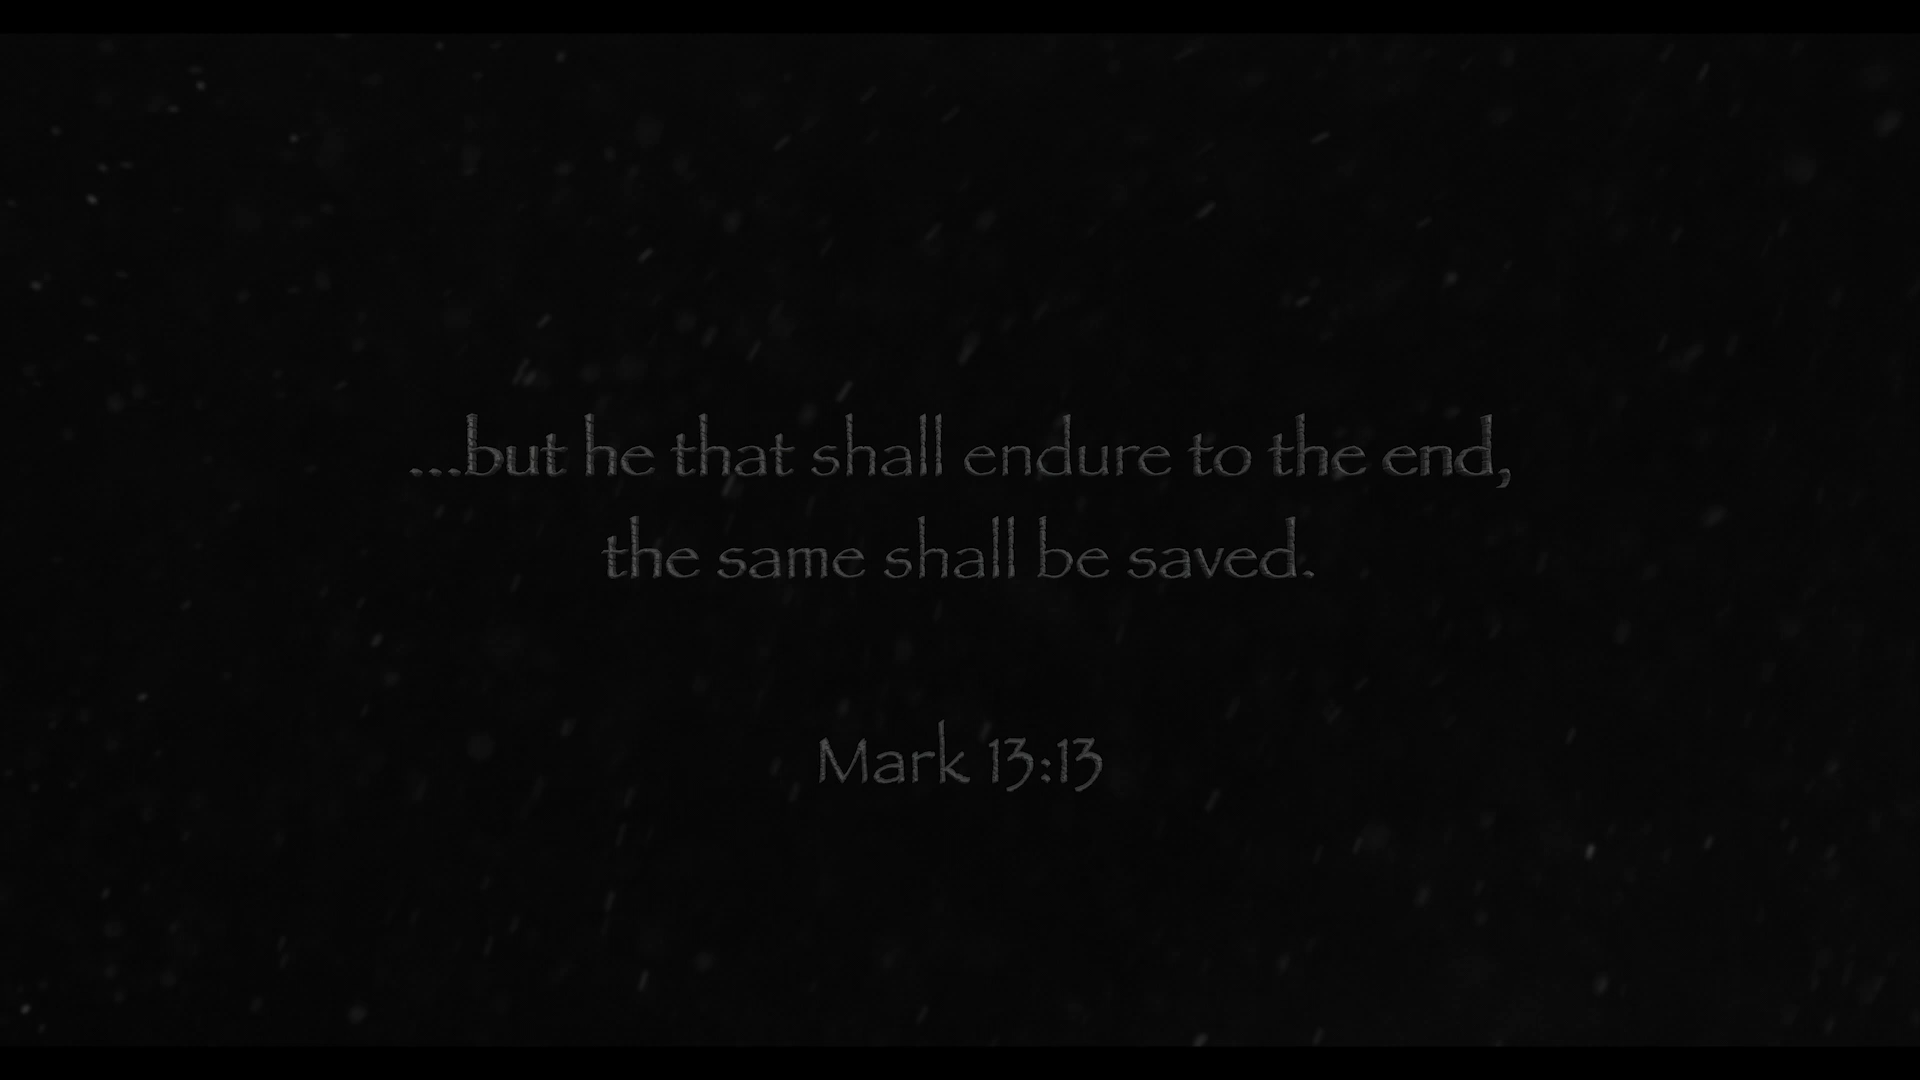 ...but he that shall endure to the end,
the same shall be saved.
Mark 13:13